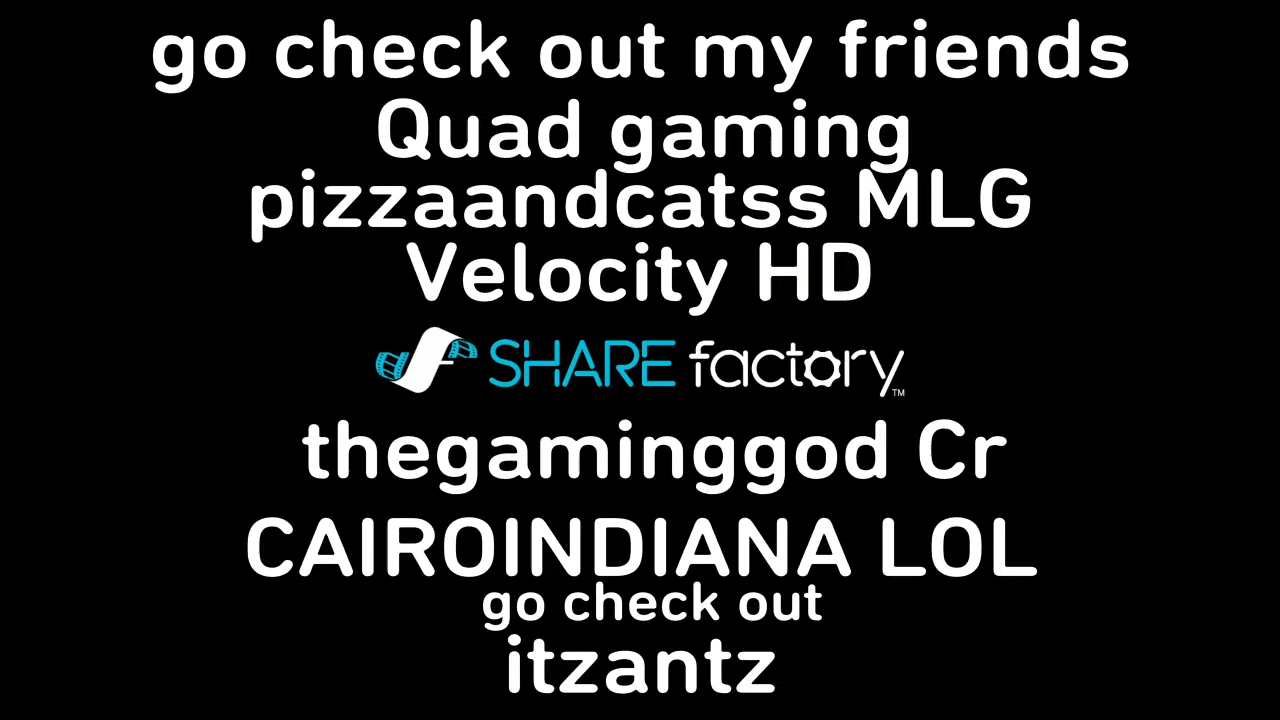 go check out my friends
Quad gaming
pizzaandcatss MLG
Velocity HD
SHARE factory™
thegaminggod Cr
CAIROINDIANA LOL
go check out
itzantz